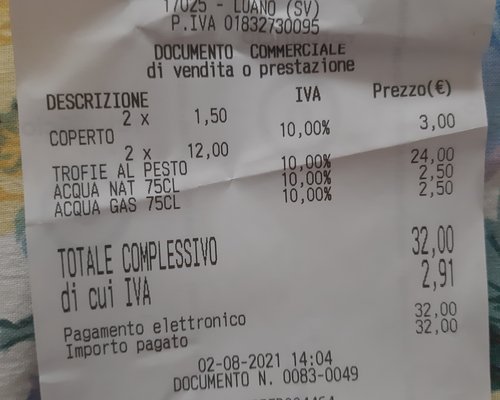 17025 - LOANO (SV)
P.IVA 01832730095
DOCUMENTO COMMERCIALE
di vendita o prestazione
DESCRIZIONE IVA Prezzo(€)
2 x 1,50
COPERTO 10,00% 3,00
2 x 12,00
TROFIE AL PESTO 10,00% 24,00
ACQUA NAT 75CL 10,00% 2,50
ACQUA GAS 75CL 10,00% 2,50
TOTALE COMPLESSIVO 32,00
di cui IVA 2,91
Pagamento elettronico 32,00
Importo pagato 32,00
02-08-2021 14:04
DOCUMENTO N. 0083-0049